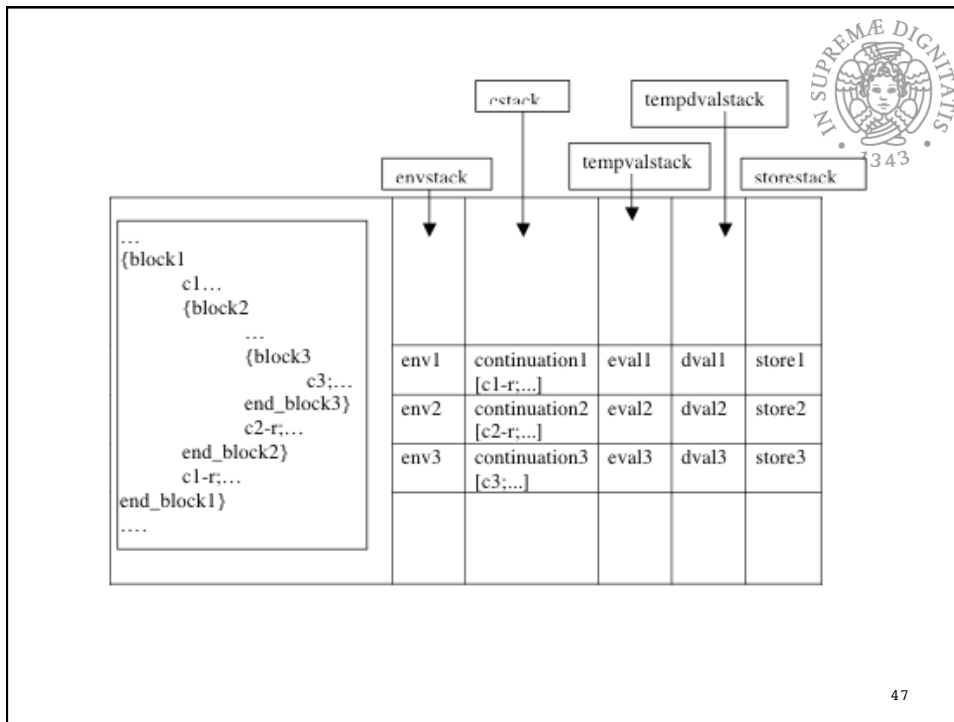 IN SUPREMÆ DIGNITATIS
1343
cstack
tempdvalstack
tempvalstack
envstack
storestack
...
{block1
c1...
{block2
...
{block3
c3;...
end_block3}
c2-r;...
end_block2}
c1-r;...
end_block1}
....
env1 continuation1 eval1 dval1 store1
[c1-r;...]
env2 continuation2 eval2 dval2 store2
[c2-r;...]
env3 continuation3 eval3 dval3 store3
[c3;...]
47